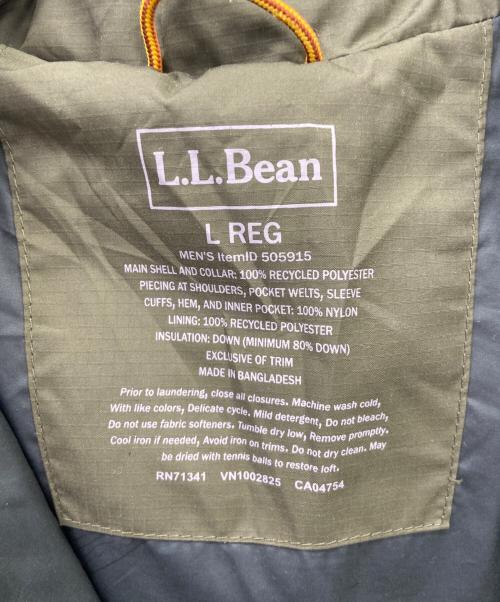 L.L.Bean
L REG
MEN'S ItemID 505915
MAIN SHELL AND COLLAR: 100% RECYCLED POLYESTER
PIECING AT SHOULDERS, POCKET WELTS, SLEEVE
CUFFS, HEM, AND INNER POCKET: 100% NYLON
LINING: 100% RECYCLED POLYESTER
INSULATION: DOWN (MINIMUM 80% DOWN)
EXCLUSIVE OF TRIM
MADE IN BANGLADESH
Prior to laundering, close all closures. Machine wash cold,
With like colors, Delicate cycle. Mild detergent, Do not bleach,
Do not use fabric softeners. Tumble dry low, Remove promptly.
Cool iron if needed, Avoid iron on trims. Do not dry clean. May
be dried with tennis balls to restore loft.
RN71341 VN1002825 CA04754